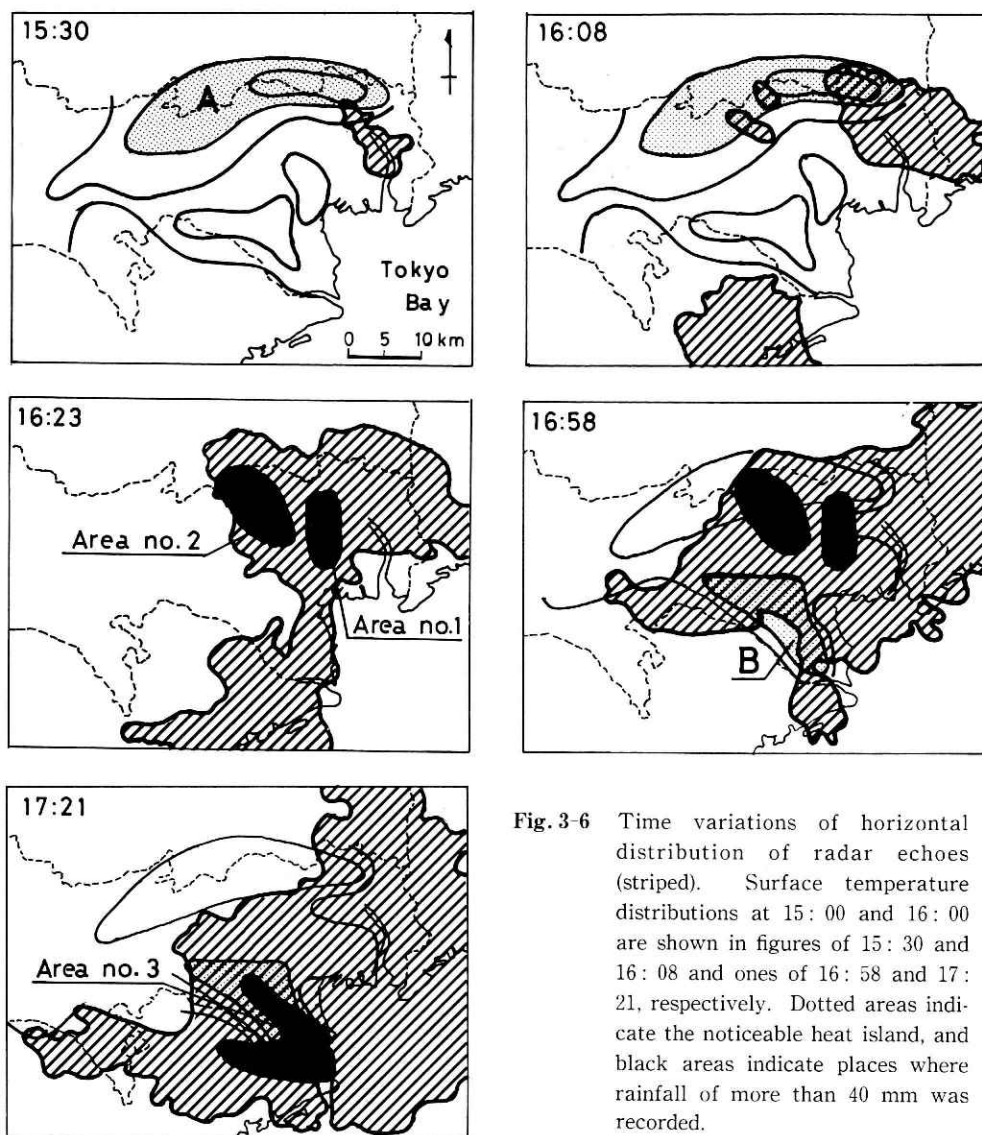 15:30
A
Tokyo
Bay
0 5 10 km
16:08
16:23
Area no. 2
Area no.1
16:58
B
17:21
Area no. 3
Fig. 3-6 Time variations of horizontal
distribution of radar echoes
(striped). Surface temperature
distributions at 15: 00 and 16: 00
are shown in figures of 15: 30 and
16: 08 and ones of 16: 58 and 17:
21, respectively. Dotted areas indi-
cate the noticeable heat island, and
black areas indicate places where
rainfall of more than 40 mm was
recorded.